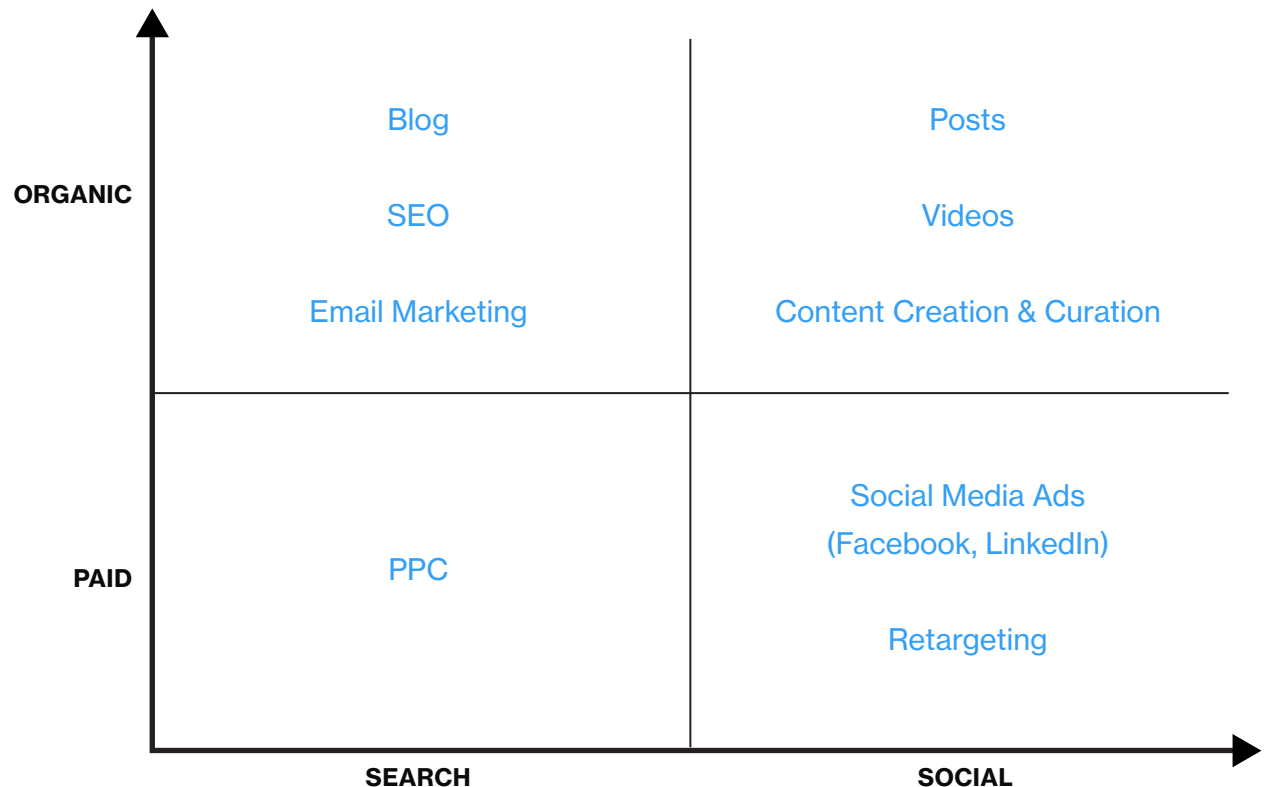 Blog
Posts
ORGANIC
SEO
Videos
Email Marketing
Content Creation & Curation
Social Media Ads
(Facebook, LinkedIn)
PAID
PPC
Retargeting
SEARCH
SOCIAL